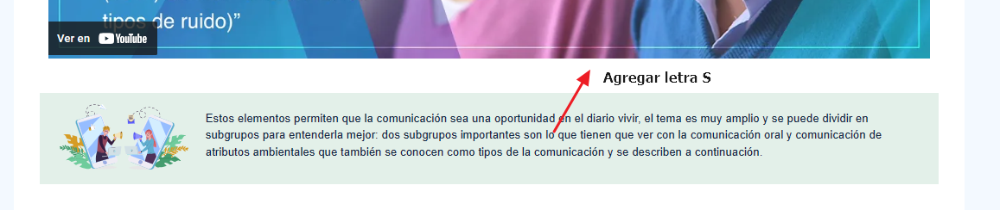 tipos de ruido)”
Ver en YouTube
Agregar letra S
Estos elementos permiten que la comunicación sea una oportunidad en el diario vivir, el tema es muy amplio y se puede dividir en
subgrupos para entenderla mejor: dos subgrupos importantes son lo que tienen que ver con la comunicación oral y comunicación de
atributos ambientales que también se conocen como tipos de la comunicación y se describen a continuación.